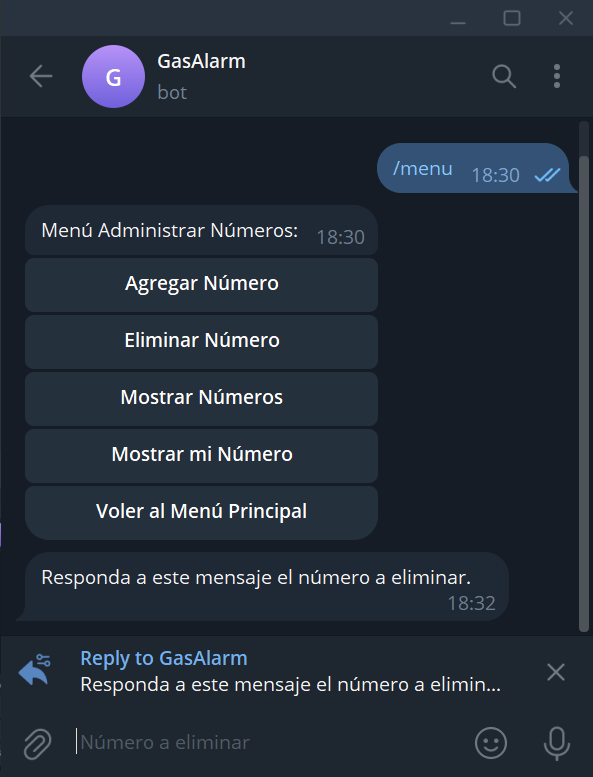 G
GasAlarm
bot
/menu 18:30
Menú Administrar Números: 18:30
Agregar Número
Eliminar Número
Mostrar Números
Mostrar mi Número
Voler al Menú Principal
Responda a este mensaje el número a eliminar.
18:32
Reply to GasAlarm
Responda a este mensaje el número a elimin...
Número a eliminar